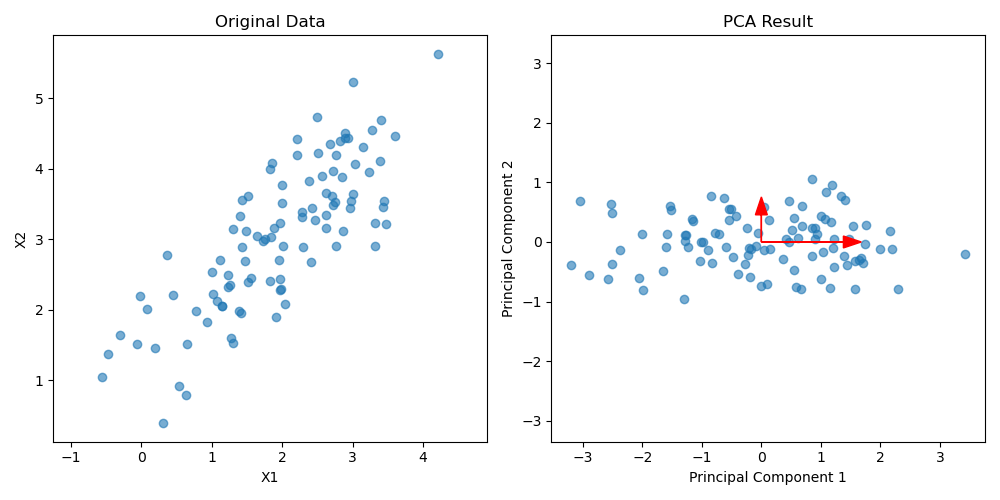 Original Data
X2
5
4
3
2
1
−1 0 1 2 3 4
X1
PCA Result
Principal Component 2
3
2
1
0
−1
−2
−3
−3 −2 −1 0 1 2 3
Principal Component 1